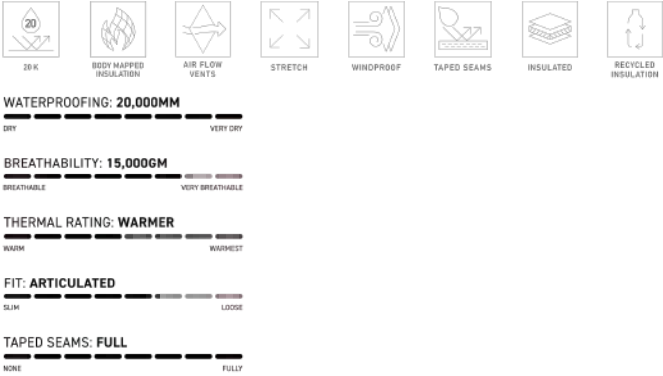 20
20 K
BODY MAPPED
INSULATION
AIR FLOW
VENTS
STRETCH
WINDPROOF
TAPED SEAMS
INSULATED
RECYCLED
INSULATION
WATERPROOFING: 20,000MM
DRY VERY DRY
BREATHABILITY: 15,000GM
BREATHABLE VERY BREATHABLE
THERMAL RATING: WARMER
WARM WARMEST
FIT: ARTICULATED
SLIM LOOSE
TAPED SEAMS: FULL
NONE FULLY